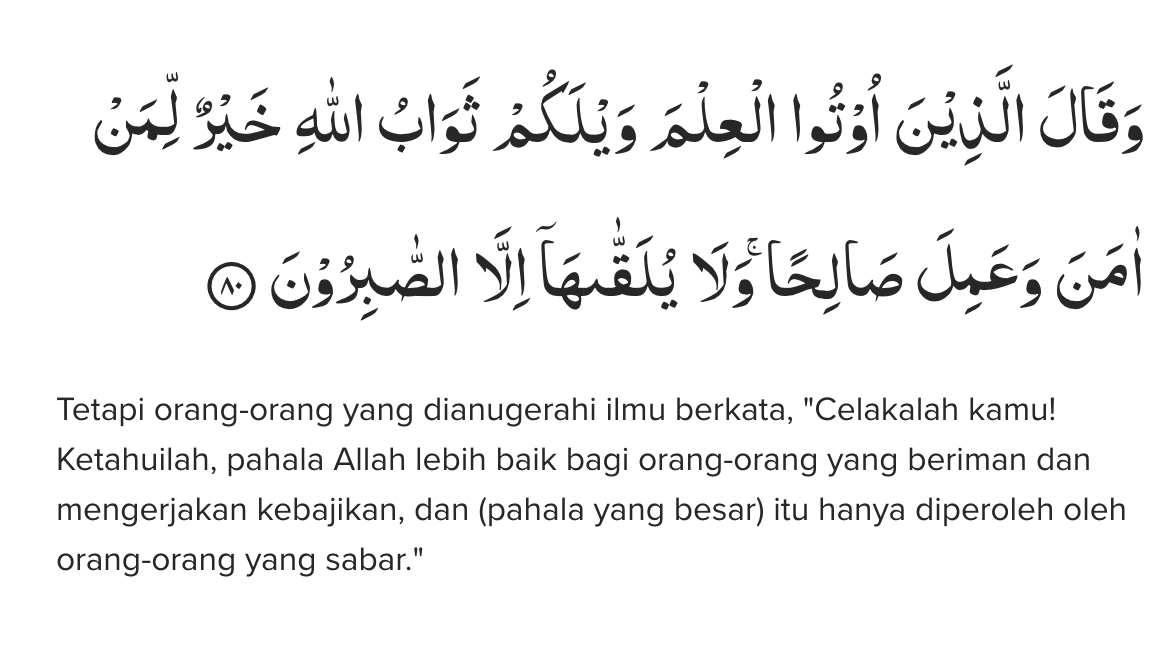 وَقَالَ الَّذِيْنَ اُوْتُوا الْعِلْمَ وَيْلَكُمْ ثَوَابُ اللّٰهِ خَيْرٌ لِّمَنْ
اٰمَنَ وَعَمِلَ صَالِحًا ۚوَلَا يُلَقّٰىهَآ اِلَّا الصّٰبِرُوْنَ ٨٠
Tetapi orang-orang yang dianugerahi ilmu berkata, "Celakalah kamu!
Ketahuilah, pahala Allah lebih baik bagi orang-orang yang beriman dan
mengerjakan kebajikan, dan (pahala yang besar) itu hanya diperoleh oleh
orang-orang yang sabar."